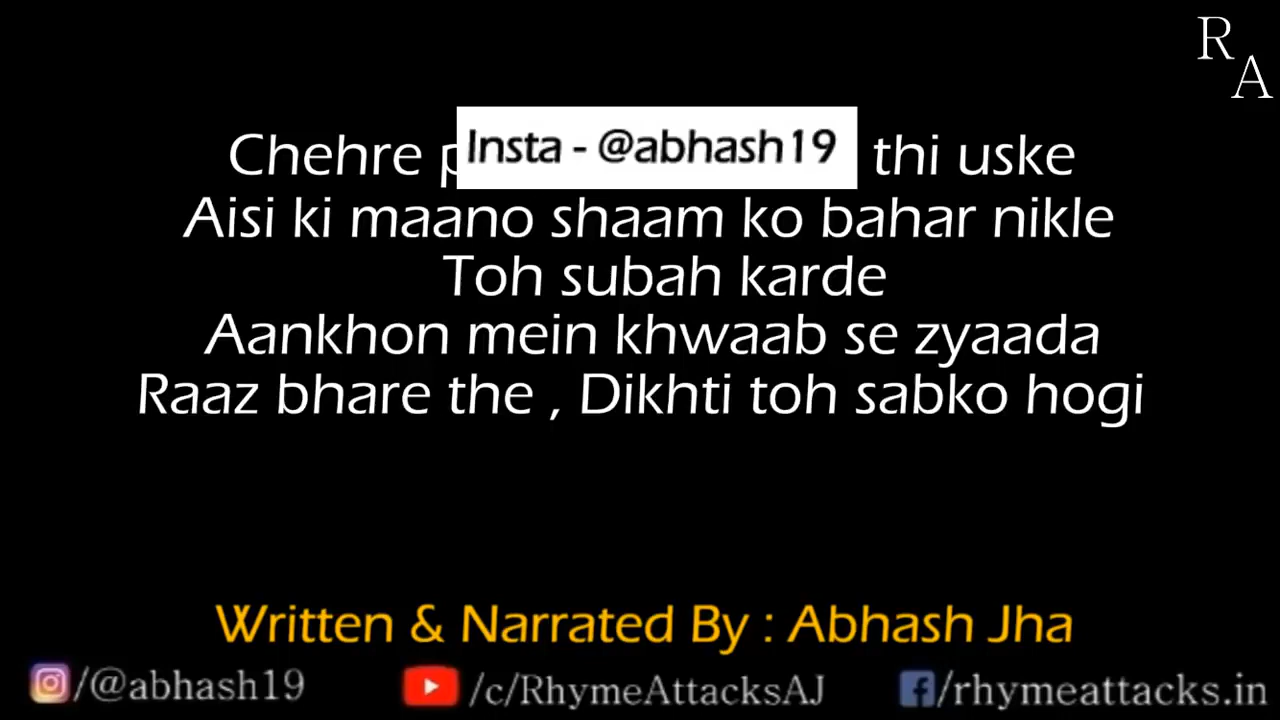 R
A
Chehre
Insta - @abhash19
thi uske
Aisi ki maano shaam ko bahar nikle
Toh subah karde
Aankhon mein khwaab se zyaada
Raaz bhare the , Dikhti toh sabko hogi
Written & Narrated By : Abhash Jha
/@abhash19
/c/RhymeAttacksAJ
/rhymeattacks.in